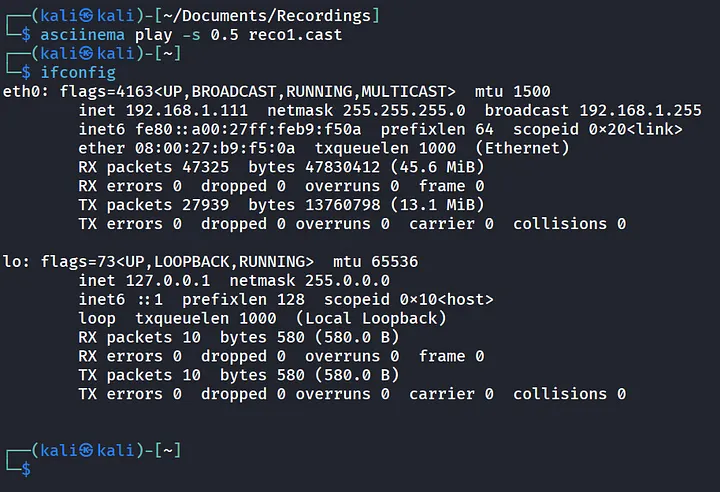 ┌──(kali㉿kali)-[~/Documents/Recordings]
└─$ asciinema play -s 0.5 reco1.cast
┌──(kali㉿kali)-[~]
└─$ ifconfig
eth0: flags=4163<UP,BROADCAST,RUNNING,MULTICAST>  mtu 1500
        inet 192.168.1.111  netmask 255.255.255.0  broadcast 192.168.1.255
        inet6 fe80::a00:27ff:feb9:f50a  prefixlen 64  scopeid 0×20<link>
        ether 08:00:27:b9:f5:0a  txqueuelen 1000  (Ethernet)
        RX packets 47325  bytes 47830412 (45.6 MiB)
        RX errors 0  dropped 0  overruns 0  frame 0
        TX packets 27939  bytes 13760798 (13.1 MiB)
        TX errors 0  dropped 0 overruns 0  carrier 0  collisions 0

lo: flags=73<UP,LOOPBACK,RUNNING>  mtu 65536
        inet 127.0.0.1  netmask 255.0.0.0
        inet6 ::1  prefixlen 128  scopeid 0×10<host>
        loop  txqueuelen 1000  (Local Loopback)
        RX packets 10  bytes 580 (580.0 B)
        RX errors 0  dropped 0  overruns 0  frame 0
        TX packets 10  bytes 580 (580.0 B)
        TX errors 0  dropped 0 overruns 0  carrier 0  collisions 0

┌──(kali㉿kali)-[~]
└─$